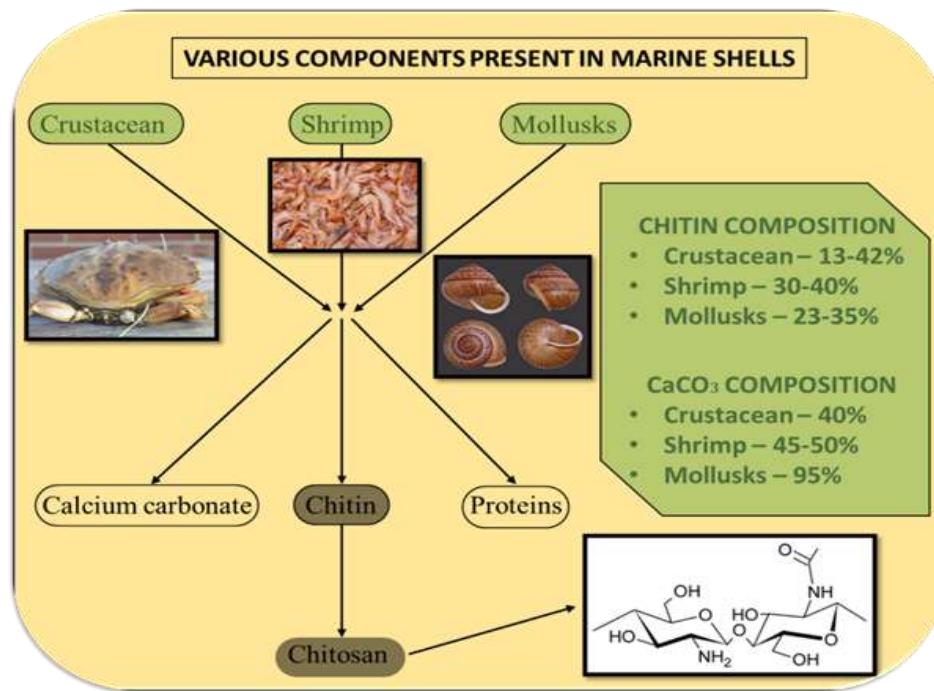 VARIOUS COMPONENTS PRESENT IN MARINE SHELLS
Crustacean
Shrimp
Mollusks
CHITIN COMPOSITION
• Crustacean – 13-42%
• Shrimp – 30-40%
• Mollusks – 23-35%
CaCO₃ COMPOSITION
• Crustacean – 40%
• Shrimp – 45-50%
• Mollusks – 95%
Calcium carbonate
Chitin
Proteins
Chitosan
O
NH
OH
O
HO
O
HO
O
NH₂
OH